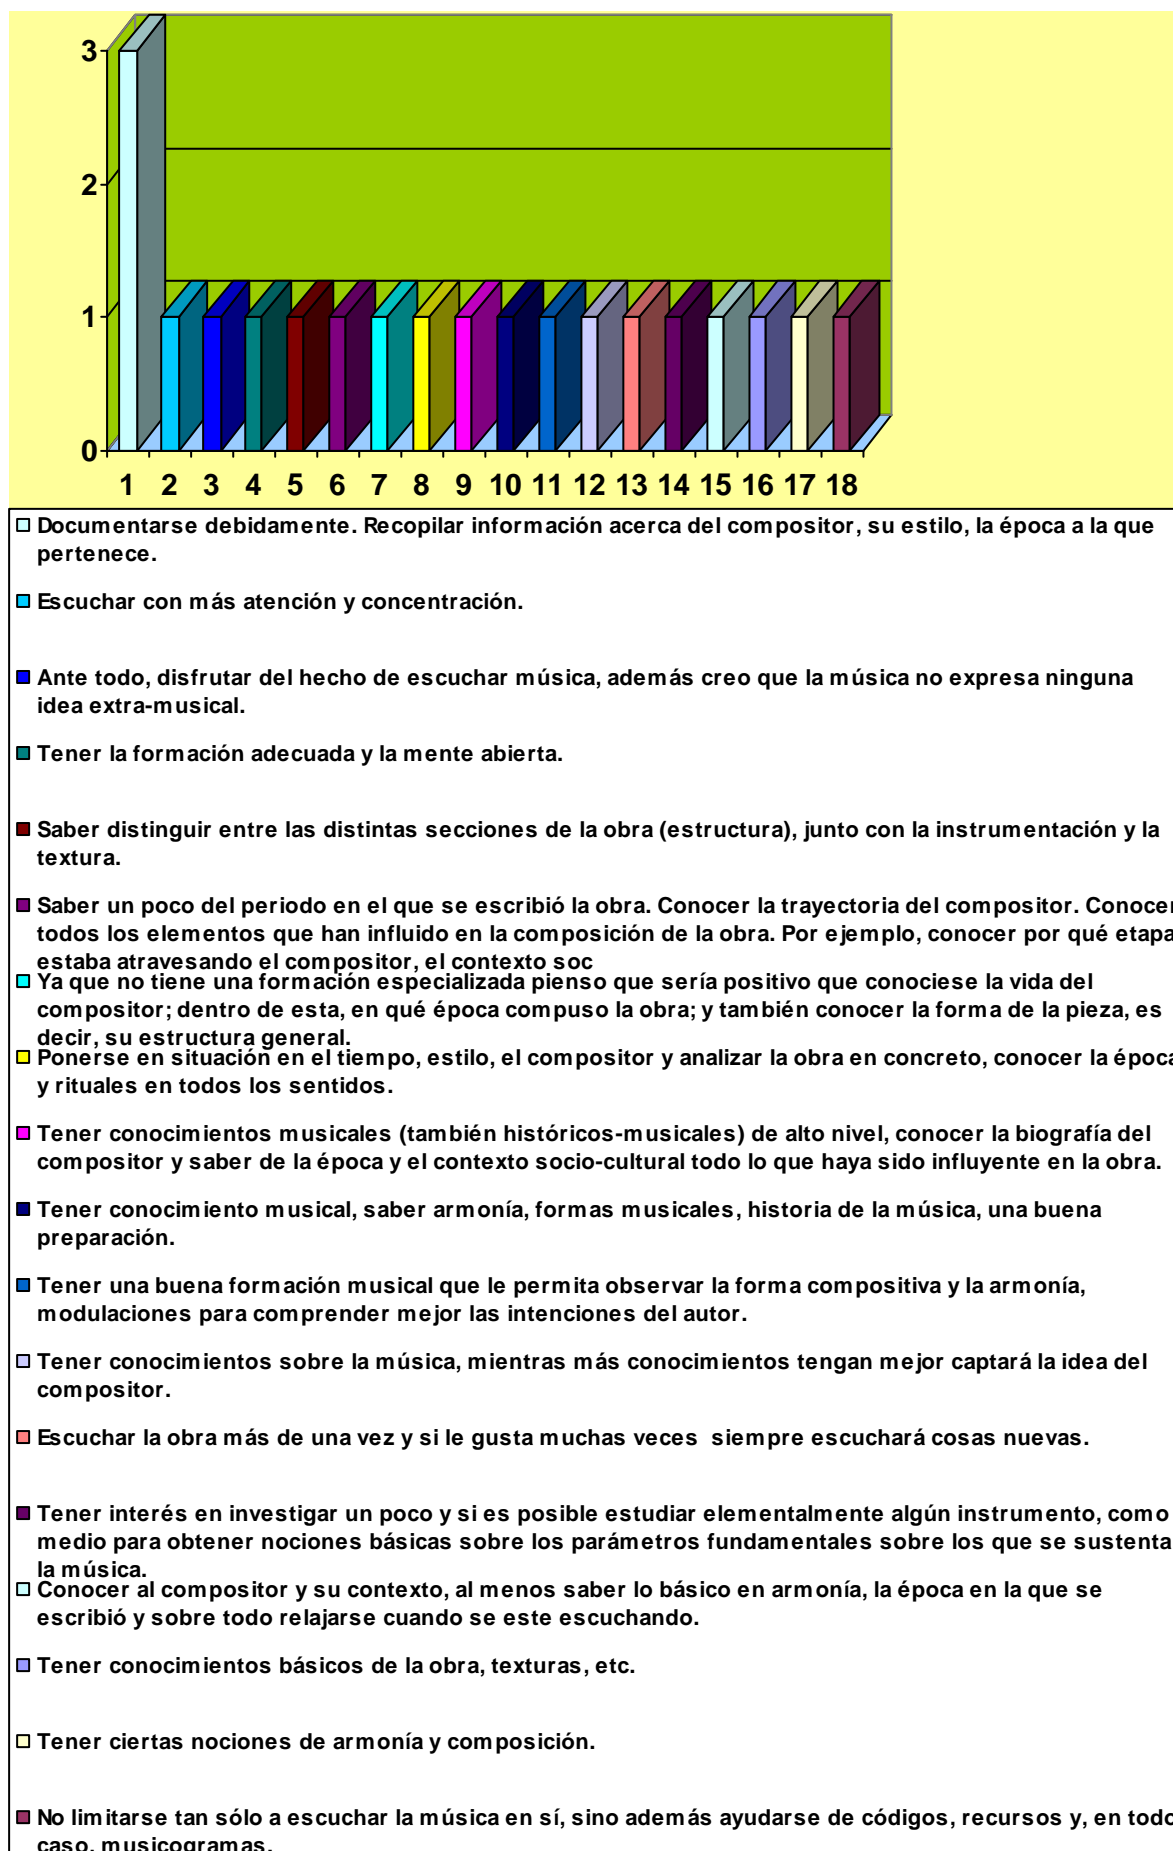 3
2
1
0
1 2 3 4 5 6 7 8 9 10 11 12 13 14 15 16 17 18
Documentarse debidamente. Recopilar información acerca del compositor, su estilo, la época a la que
pertenece.
Escuchar con más atención y concentración.
Ante todo, disfrutar del hecho de escuchar música, además creo que la música no expresa ninguna
idea extra-musical.
Tener la formación adecuada y la mente abierta.
Saber distinguir entre las distintas secciones de la obra (estructura), junto con la instrumentación y la
textura.
Saber un poco del periodo en el que se escribió la obra. Conocer la trayectoria del compositor. Conocer
todos los elementos que han influido en la composición de la obra. Por ejemplo, conocer por qué etapa
estaba atravesando el compositor, el contexto soc
Ya que no tiene una formación especializada pienso que sería positivo que conociese la vida del
compositor; dentro de esta, en qué época compuso la obra; y también conocer la forma de la pieza, es
decir, su estructura general.
Ponerse en situación en el tiempo, estilo, el compositor y analizar la obra en concreto, conocer la época
y rituales en todos los sentidos.
Tener conocimientos musicales (también históricos-musicales) de alto nivel, conocer la biografía del
compositor y saber de la época y el contexto socio-cultural todo lo que haya sido influyente en la obra.
Tener conocimiento musical, saber armonía, formas musicales, historia de la música, una buena
preparación.
Tener una buena formación musical que le permita observar la forma compositiva y la armonía,
modulaciones para comprender mejor las intenciones del autor.
Tener conocimientos sobre la música, mientras más conocimientos tengan mejor captará la idea del
compositor.
Escuchar la obra más de una vez y si le gusta muchas veces siempre escuchará cosas nuevas.
Tener interés en investigar un poco y si es posible estudiar elementalmente algún instrumento, como
medio para obtener nociones básicas sobre los parámetros fundamentales sobre los que se sustenta
la música.
Conocer al compositor y su contexto, al menos saber lo básico en armonía, la época en la que se
escribió y sobre todo relajarse cuando se este escuchando.
Tener conocimientos básicos de la obra, texturas, etc.
Tener ciertas nociones de armonía y composición.
No limitarse tan sólo a escuchar la música en sí, sino además ayudarse de códigos, recursos y, en todo
caso, musicogramas.